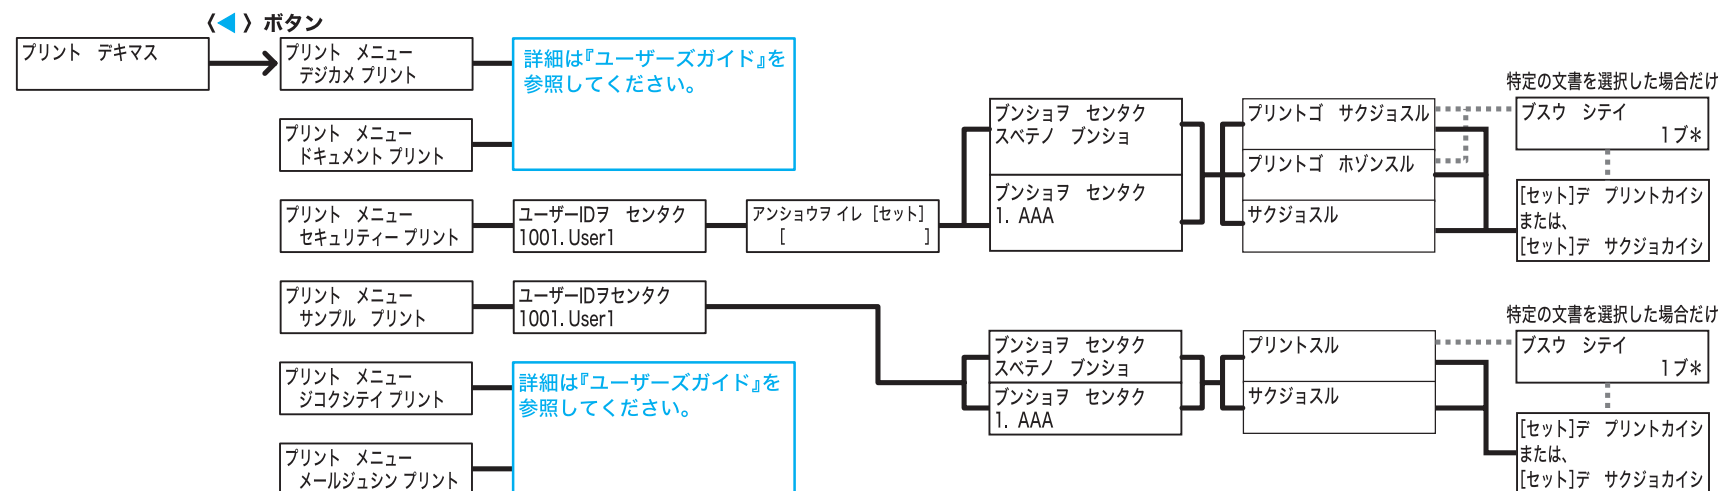 〈◀〉ボタン
プリント　デキマス
プリント　メニュー
デジカメ プリント
詳細は『ユーザーズガイド』を
参照してください。
プリント　メニュー
ドキュメント プリント
プリント　メニュー
セキュリティー プリント
ユーザーIDヲ　センタク
1001. User1
アンショウヲ イレ［セット］
[　　　　　]
ブンショヲ　センタク
スベテノ　ブンショ
ブンショヲ　センタク
1. AAA
プリントゴ　サクジョスル
プリントゴ　ホゾンスル
サクジョスル
特定の文書を選択した場合だけ
ブスウ　シテイ
1ブ*
[セット]デ　プリントカイシ
または、
[セット]デ　サクジョカイシ
プリント　メニュー
サンプル　プリント
ユーザーIDヲセンタク
1001. User1
ブンショヲ　センタク
スベテノ　ブンショ
ブンショヲ　センタク
1. AAA
プリントスル
サクジョスル
特定の文書を選択した場合だけ
ブスウ　シテイ
1ブ*
[セット]デ　プリントカイシ
または、
[セット]デ　サクジョカイシ
プリント　メニュー
ジコクシテイ プリント
詳細は『ユーザーズガイド』を
参照してください。
プリント　メニュー
メールジュシン プリント